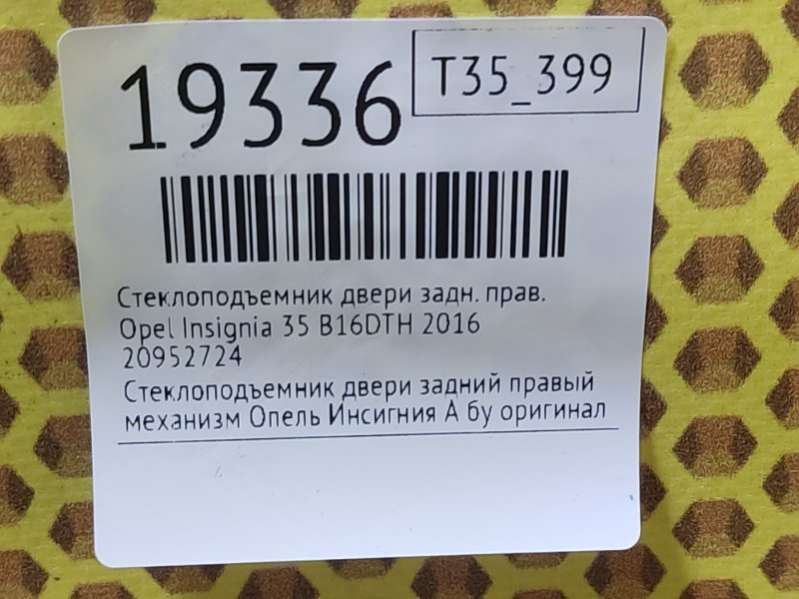 19336
T35_399
Стеклоподъемник двери задн. прав.
Opel Insignia 35 B16DTH 2016
20952724
Стеклоподъемник двери задний правый
механизм Опель Инсигния А бу оригинал